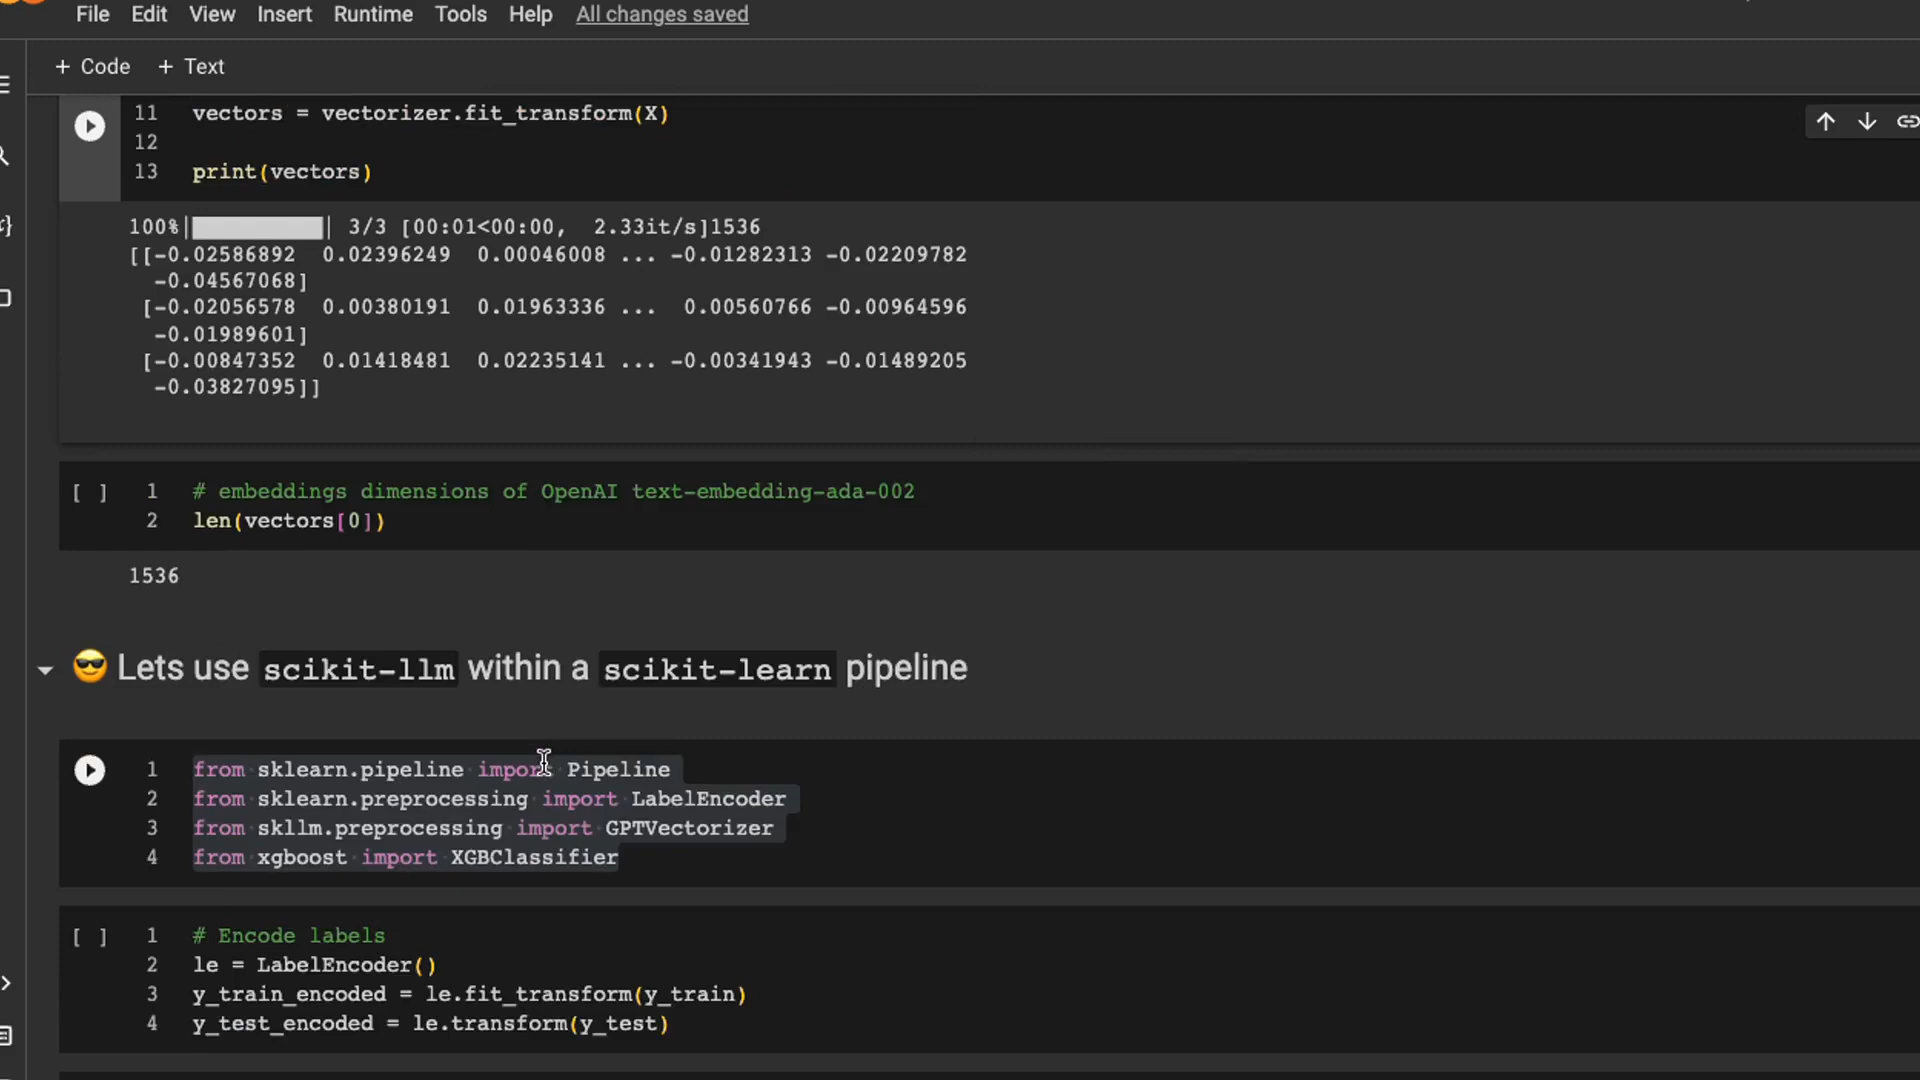 File Edit View Insert Runtime Tools Help All changes saved
+ Code + Text
11 vectors = vectorizer.fit_transform(X)
12
13 print(vectors)
100%|██████████| 3/3 [00:01<00:00, 2.33it/s]1536
[[-0.02586892 0.02396249 0.00046008 ... -0.01282313 -0.02209782
-0.04567068]
[-0.02056578 0.00380191 0.01963336 ... 0.00560766 -0.00964596
-0.01989601]
[-0.00847352 0.01418481 0.02235141 ... -0.00341943 -0.01489205
-0.03827095]]
[ ] 1 # embeddings dimensions of OpenAI text-embedding-ada-002
2 len(vectors[0])
1536
😎 Lets use scikit-llm within a scikit-learn pipeline
1 from sklearn.pipeline import Pipeline
2 from sklearn.preprocessing import LabelEncoder
3 from skllm.preprocessing import GPTVectorizer
4 from xgboost import XGBClassifier
[ ] 1 # Encode labels
2 le = LabelEncoder()
3 y_train_encoded = le.fit_transform(y_train)
4 y_test_encoded = le.transform(y_test)